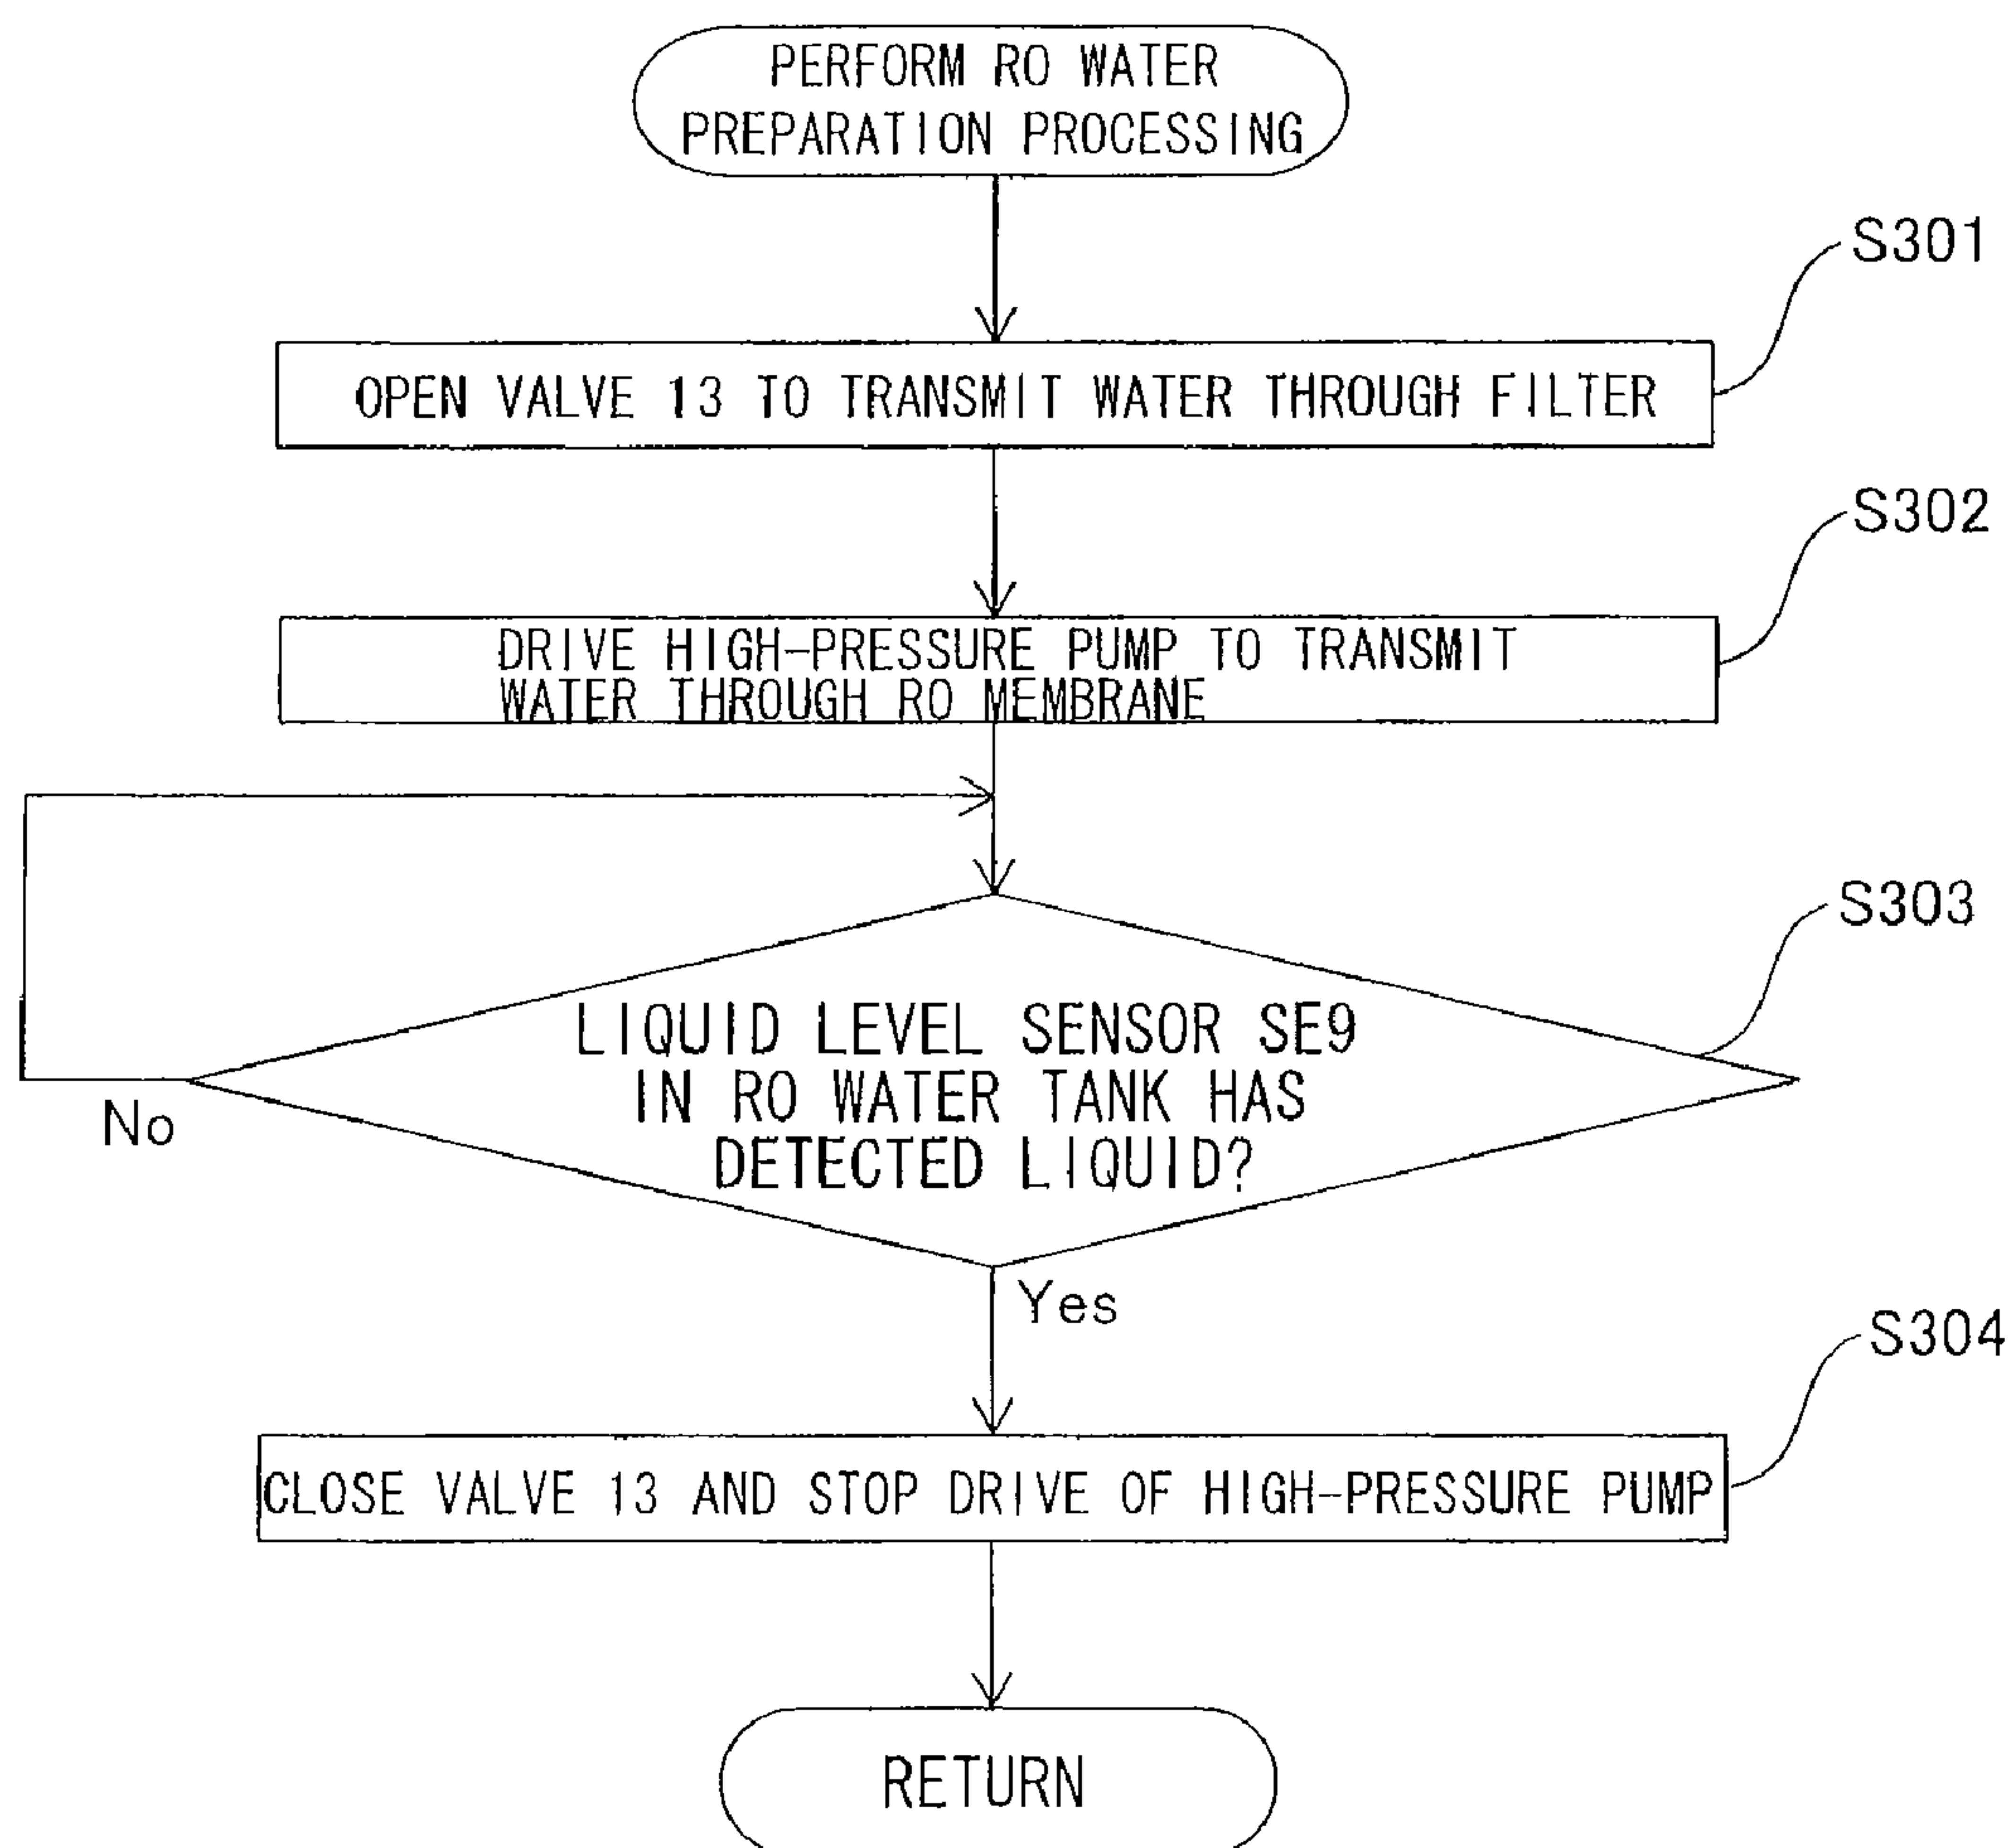 PERFORM RO WATER
PREPARATION PROCESSING
S301
OPEN VALVE 13 TO TRANSMIT WATER THROUGH FILTER
S302
DRIVE HIGH-PRESSURE PUMP TO TRANSMIT
WATER THROUGH RO MEMBRANE
S303
LIQUID LEVEL SENSOR SE9
IN RO WATER TANK HAS
DETECTED LIQUID?
No
Yes
S304
CLOSE VALVE 13 AND STOP DRIVE OF HIGH-PRESSURE PUMP
RETURN